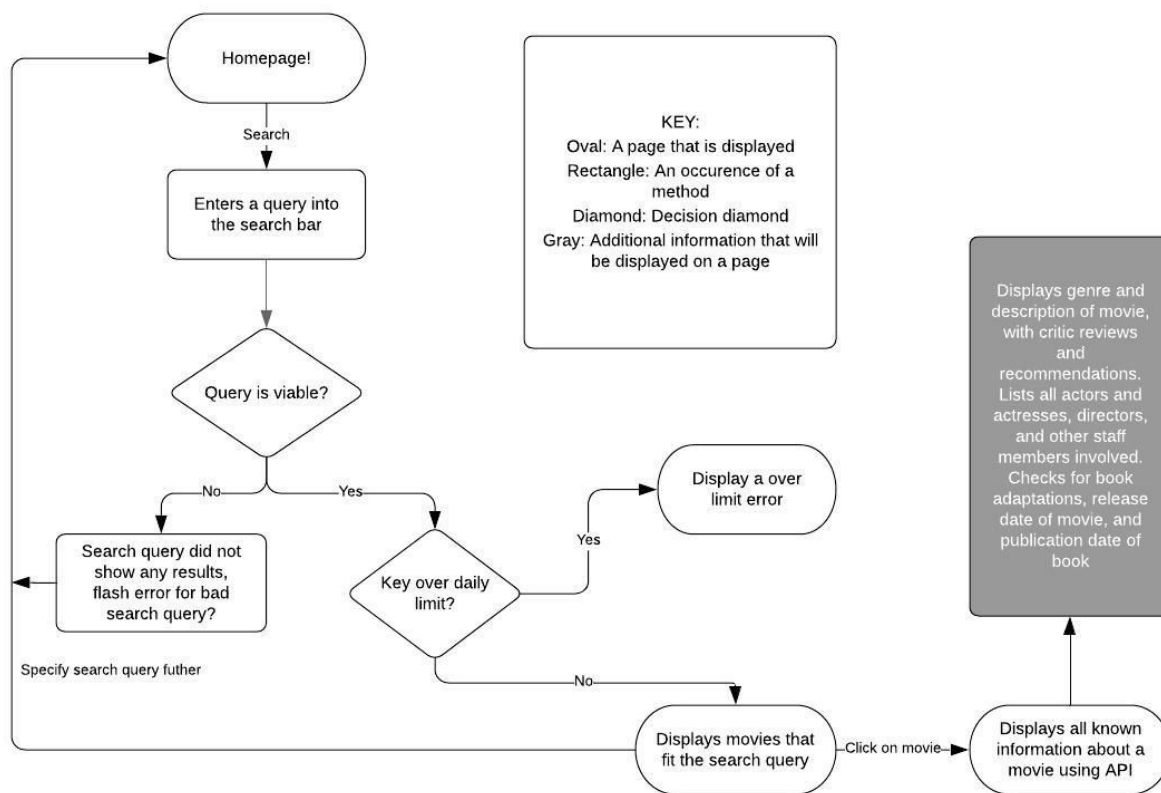 Homepage!
Search
Enters a query into
the search bar
KEY:
Oval: A page that is displayed
Rectangle: An occurence of a
method
Diamond: Decision diamond
Gray: Additional information that will
be displayed on a page
Query is viable?
No
Yes
Search query did not
show any results,
flash error for bad
search query?
Specify search query futher
Key over daily
limit?
Yes
Display a over
limit error
No
Displays movies that
fit the search query
Click on movie
Displays all known
information about a
movie using API
Displays genre and
description of movie,
with critic reviews
and
recommendations.
Lists all actors and
actresses, directors,
and other staff
members involved.
Checks for book
adaptations, release
date of movie, and
publication date of
book